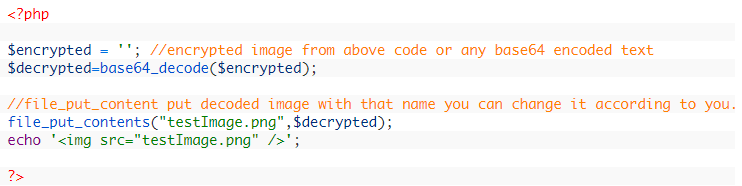 <?php
$encrypted = ''; //encrypted image from above code or any base64 encoded text
$decrypted=base64_decode($encrypted);
//file_put_content put decoded image with that name you can change it according to you.
file_put_contents("testImage.png",$decrypted);
echo '<img src="testImage.png" />';
?>